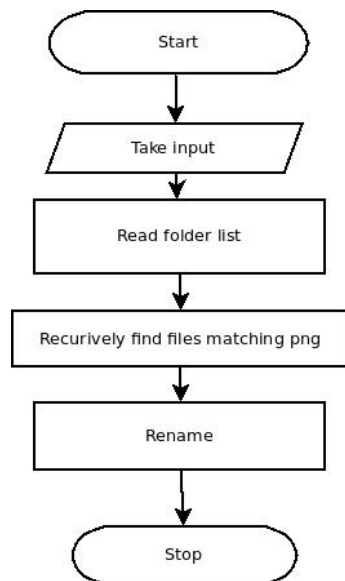 Start
Take input
Read folder list
Recurively find files matching png
Rename
Stop